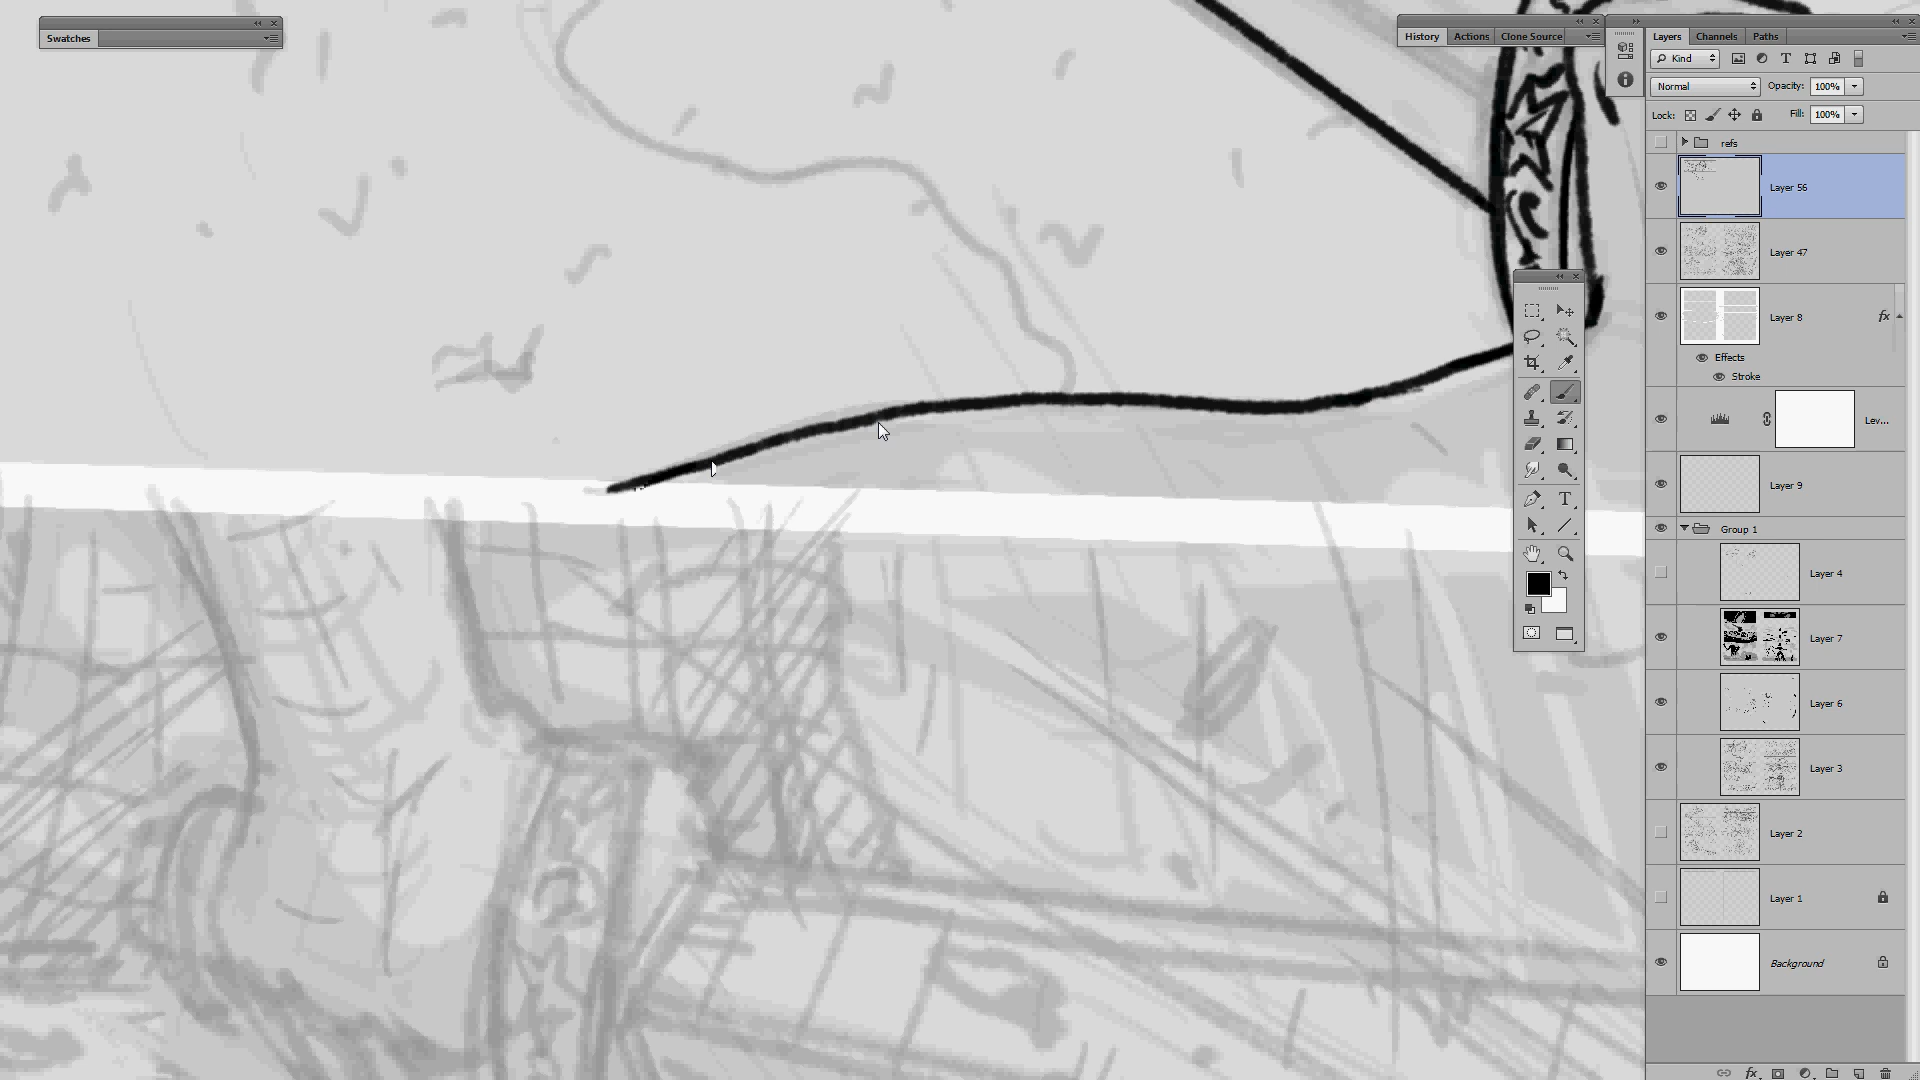 Swatches
History Actions Clone Source
Layers Channels Paths
Kind
Normal Opacity: 100%
Lock: Fill: 100%
refs
Layer 56
Layer 47
Layer 8 fx
Effects
Stroke
Lev...
Layer 9
Group 1
Layer 4
Layer 7
Layer 6
Layer 3
Layer 2
Layer 1
Background
fx